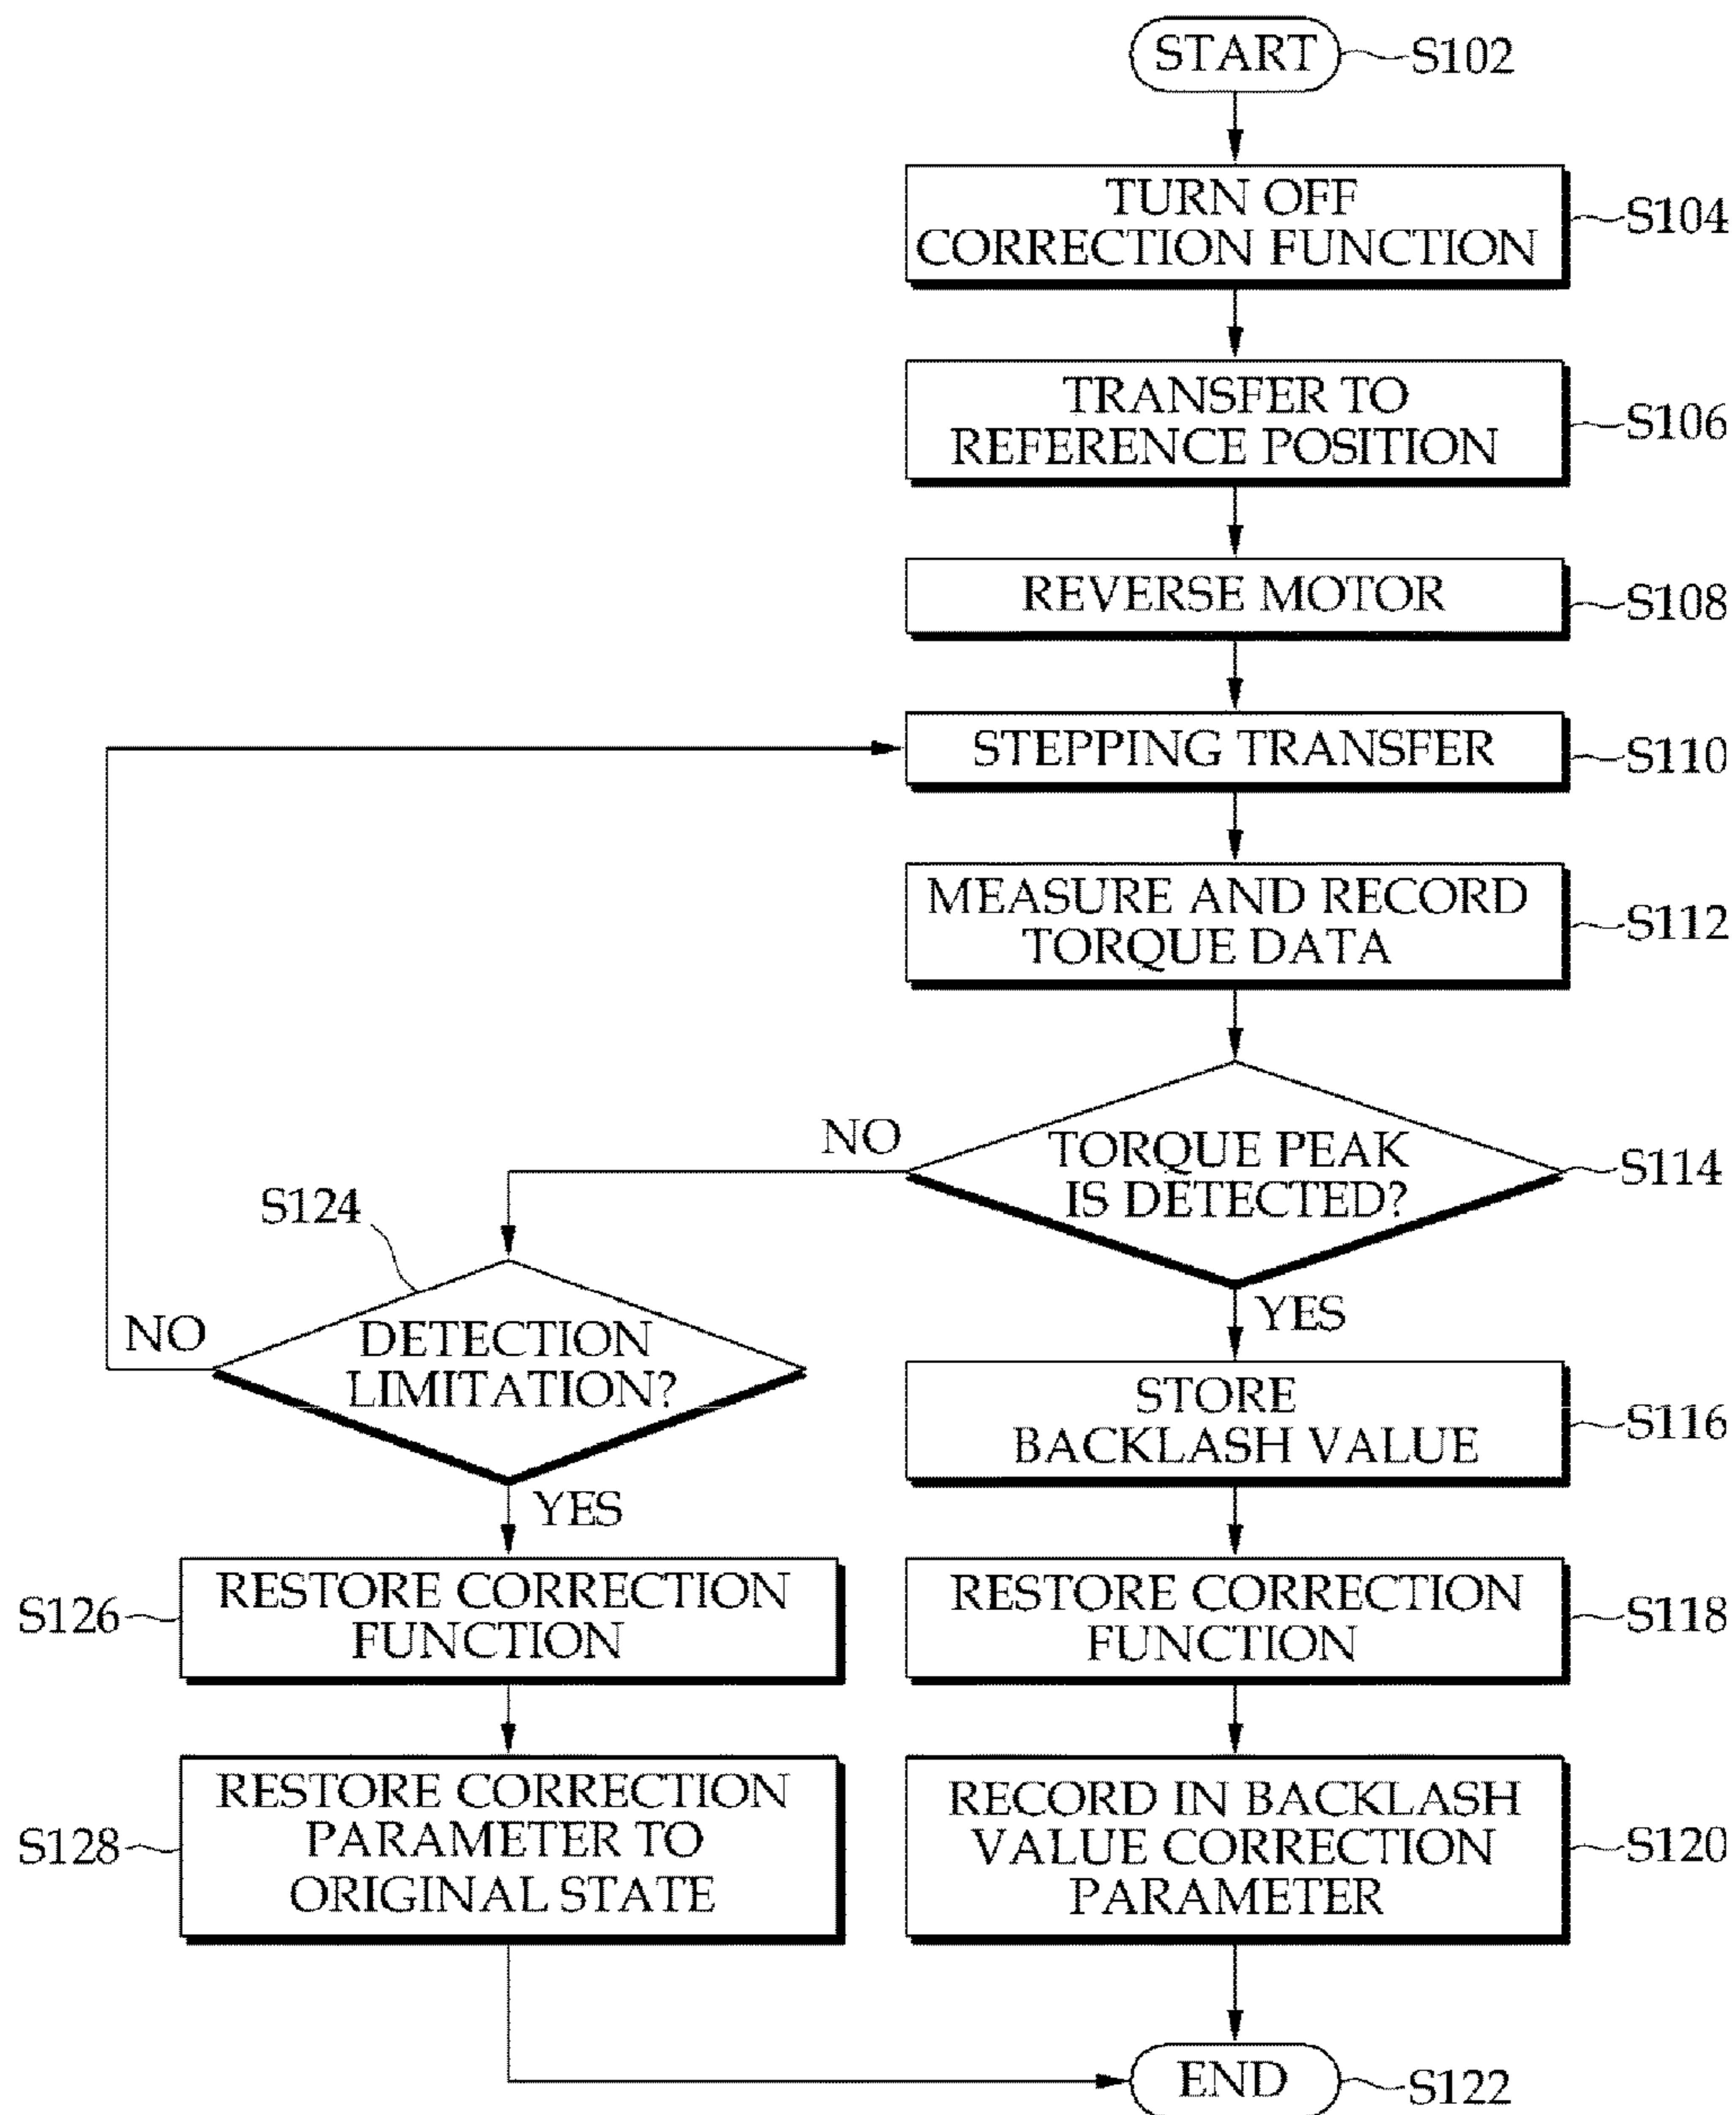 START
S102
TURN OFF
CORRECTION FUNCTION
S104
TRANSFER TO
REFERENCE POSITION
S106
REVERSE MOTOR
S108
STEPPING TRANSFER
S110
MEASURE AND RECORD
TORQUE DATA
S112
TORQUE PEAK
IS DETECTED?
S114
NO
YES
S124
DETECTION
LIMITATION?
NO
YES
STORE
BACKLASH VALUE
S116
RESTORE CORRECTION
FUNCTION
S126
RESTORE CORRECTION
FUNCTION
S118
RESTORE CORRECTION
PARAMETER TO
ORIGINAL STATE
S128
RECORD IN BACKLASH
VALUE CORRECTION
PARAMETER
S120
END
S122